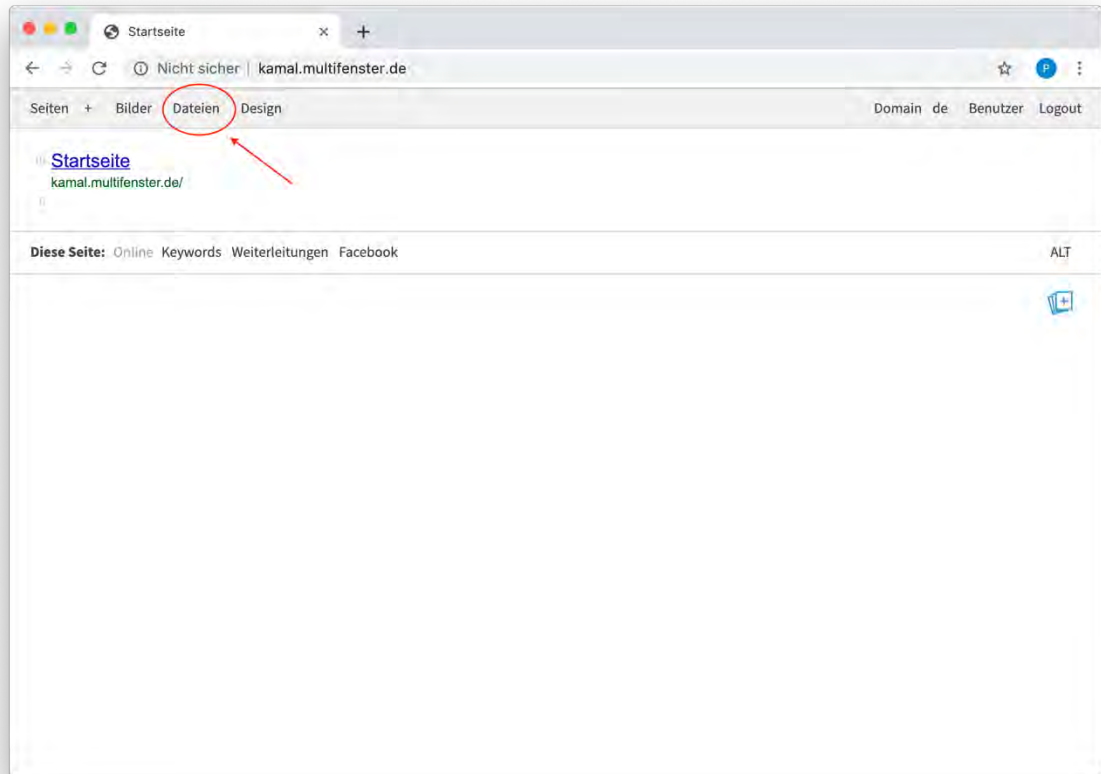 Startseite
Nicht sicher | kamal.multifenster.de
P
Seiten + Bilder Dateien Design Domain de Benutzer Logout
Startseite
kamal.multifenster.de/
Diese Seite: Online Keywords Weiterleitungen Facebook ALT